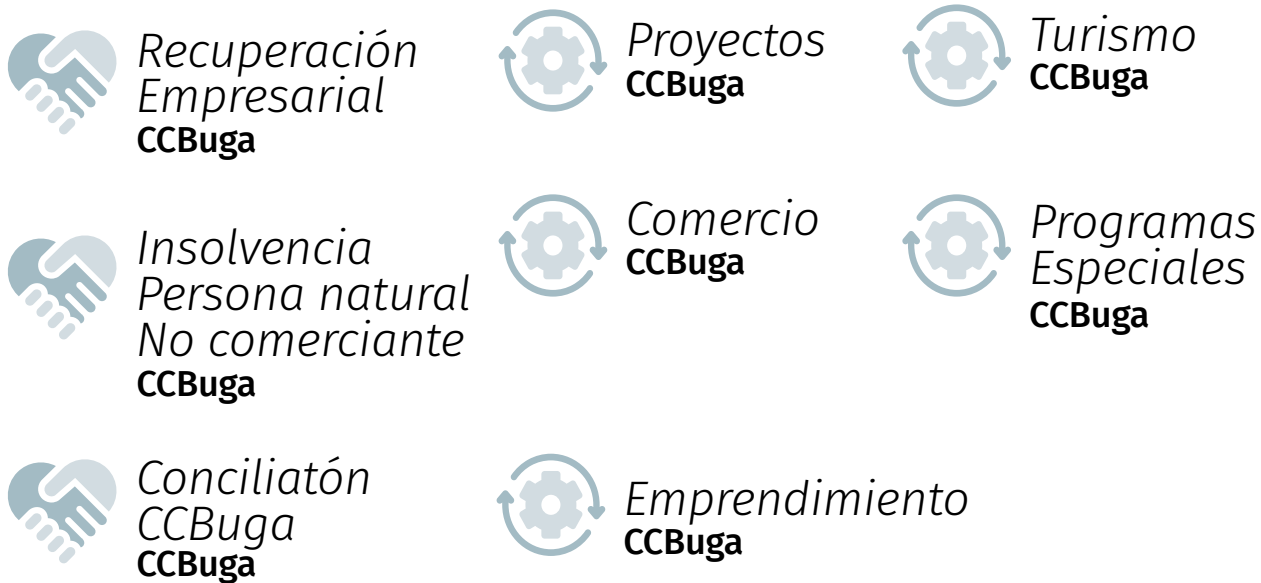 Recuperación
Empresarial
CCBuga
Proyectos
CCBuga
Turismo
CCBuga
Insolvencia
Persona natural
No comerciante
CCBuga
Comercio
CCBuga
Programas
Especiales
CCBuga
Conciliatón
CCBuga
CCBuga
Emprendimiento
CCBuga